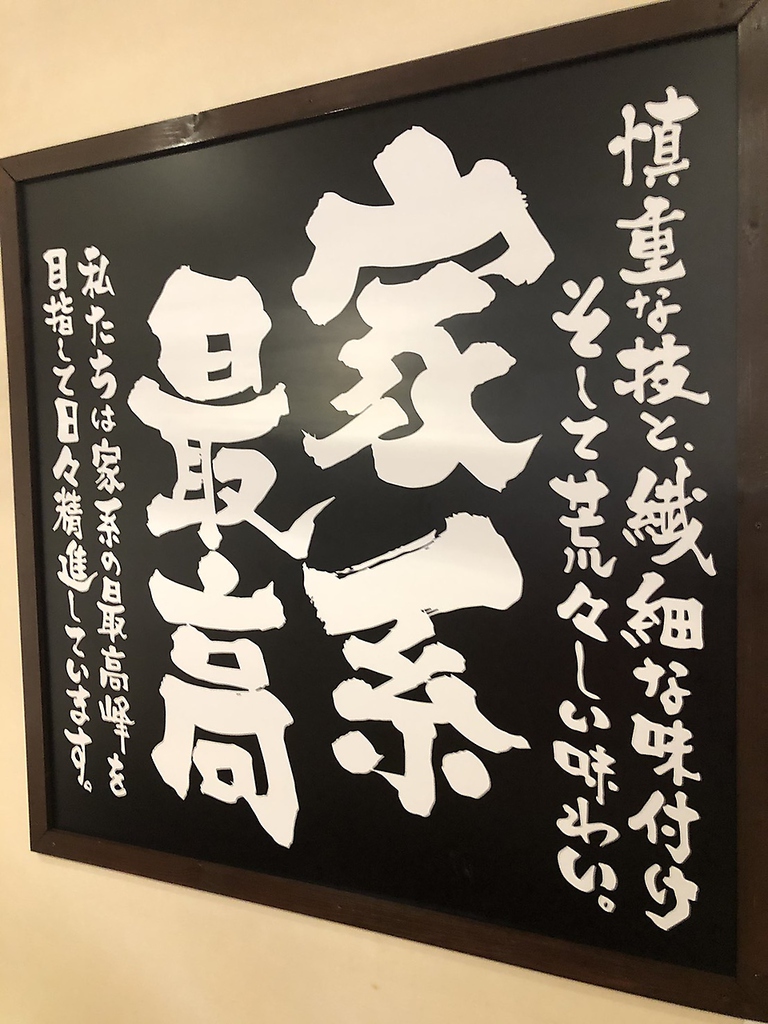 慎重な技と、繊細な味付け
そして荒々しい味わい。
家系
最高
私たちは家系の最高峰を
目指して日々精進しています。